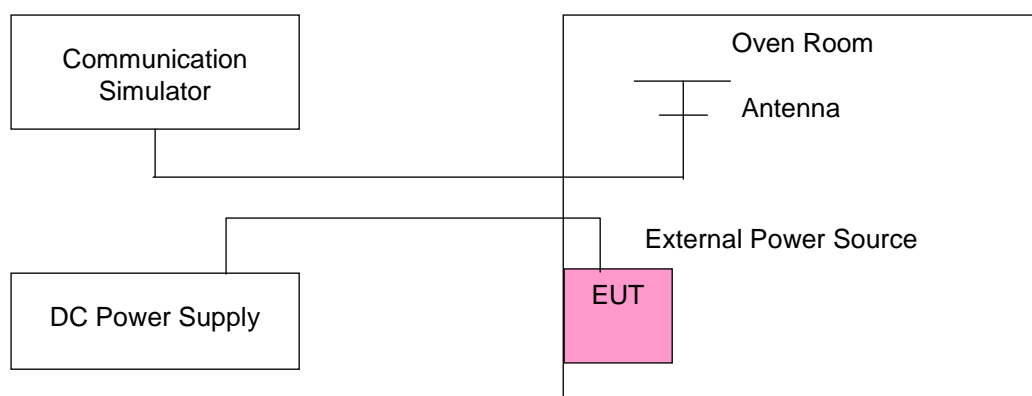 Communication
Simulator
Oven Room
Antenna
External Power Source
DC Power Supply
EUT